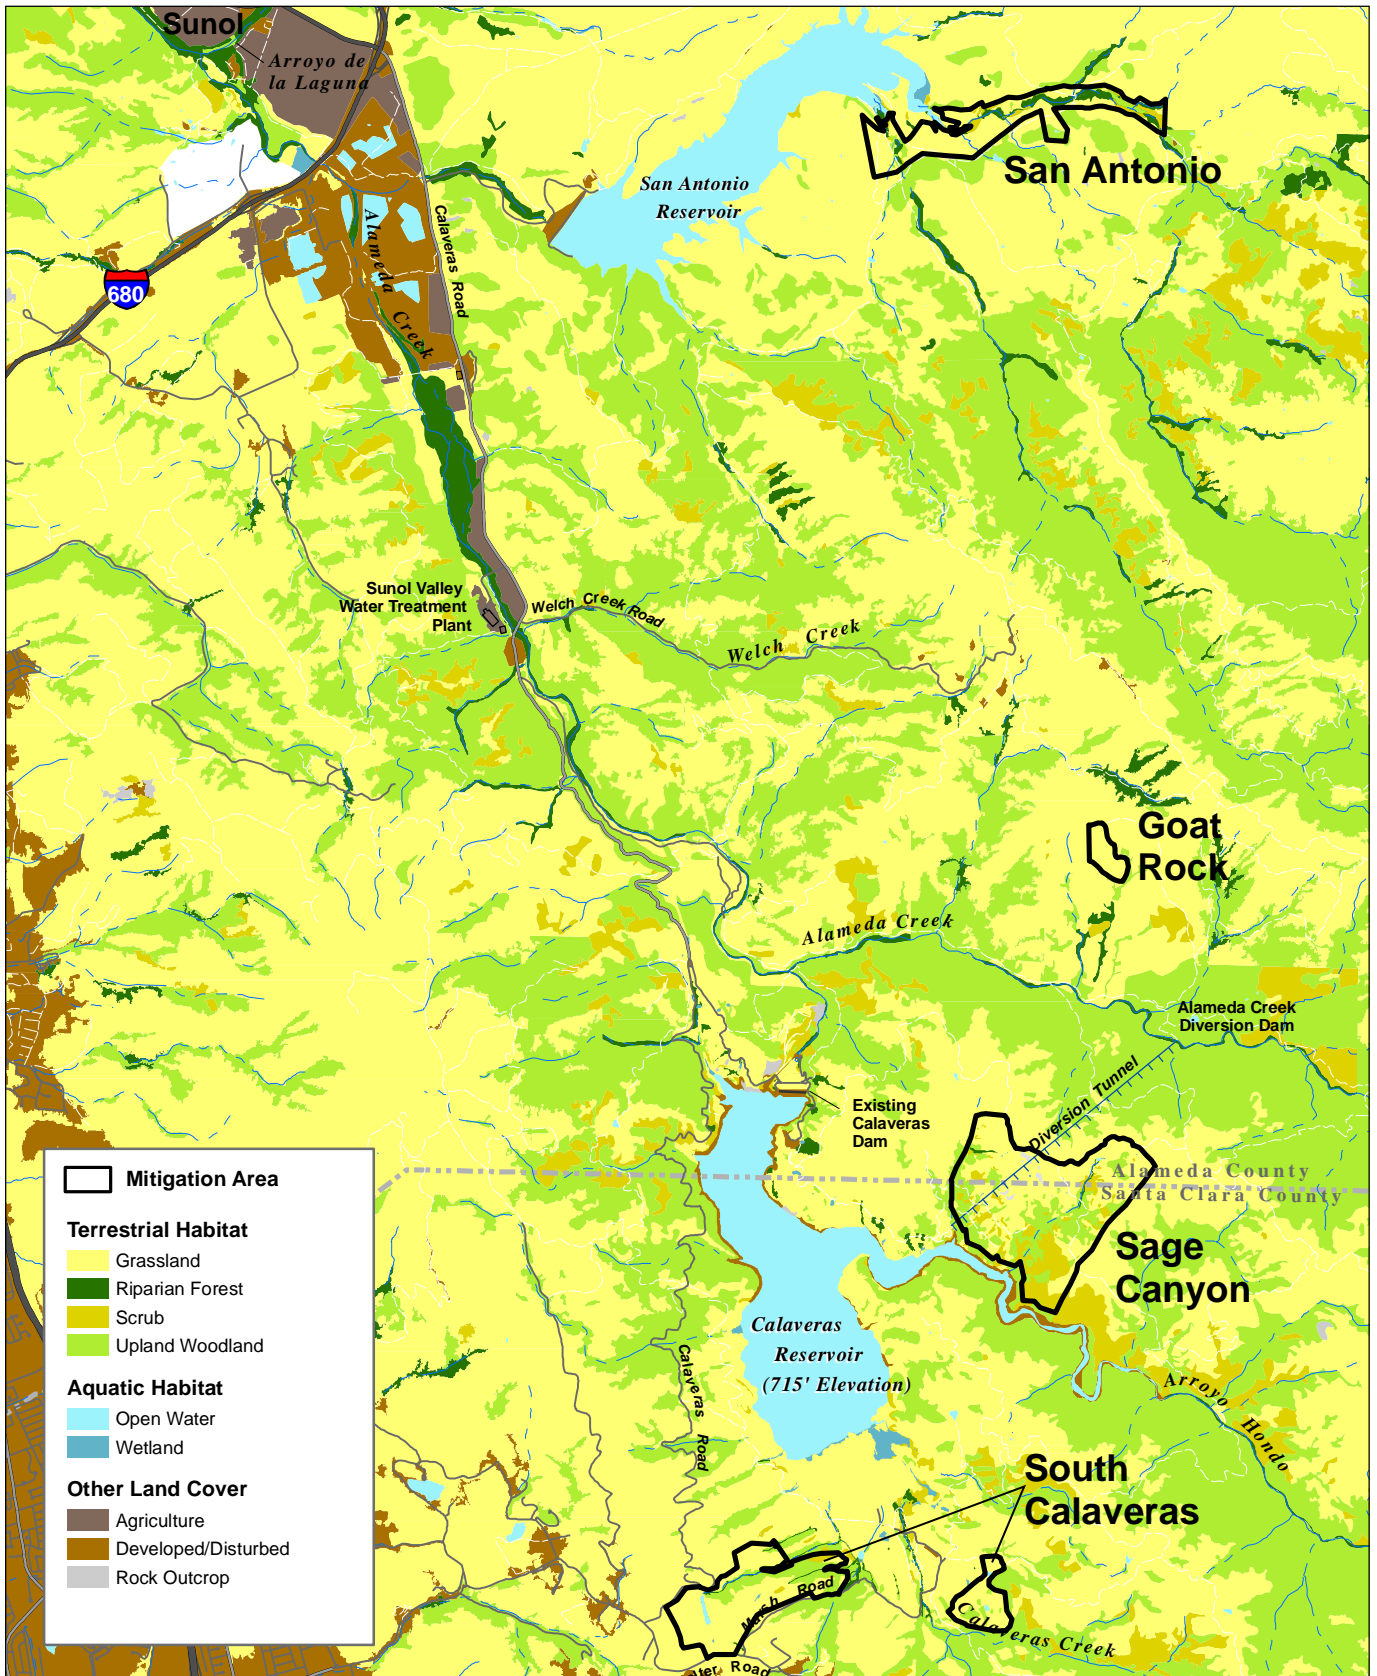 Sunol
Arroyo de
la Laguna
San Antonio
San Antonio
Reservoir
Alameda
Creek
Calaveras Road
680
Sunol Valley
Water Treatment
Plant
Welch Creek Road
Welch Creek
Goat
Rock
Alameda Creek
Alameda Creek
Diversion Dam
Diversion Tunnel
Existing
Calaveras
Dam
Alameda County
Santa Clara County
Sage
Canyon
Calaveras
Reservoir
(715' Elevation)
Calaveras Road
Arroyo Hondo
South
Calaveras
Marsh Road
Calaveras Creek
Road
Mitigation Area
Terrestrial Habitat
Grassland
Riparian Forest
Scrub
Upland Woodland
Aquatic Habitat
Open Water
Wetland
Other Land Cover
Agriculture
Developed/Disturbed
Rock Outcrop